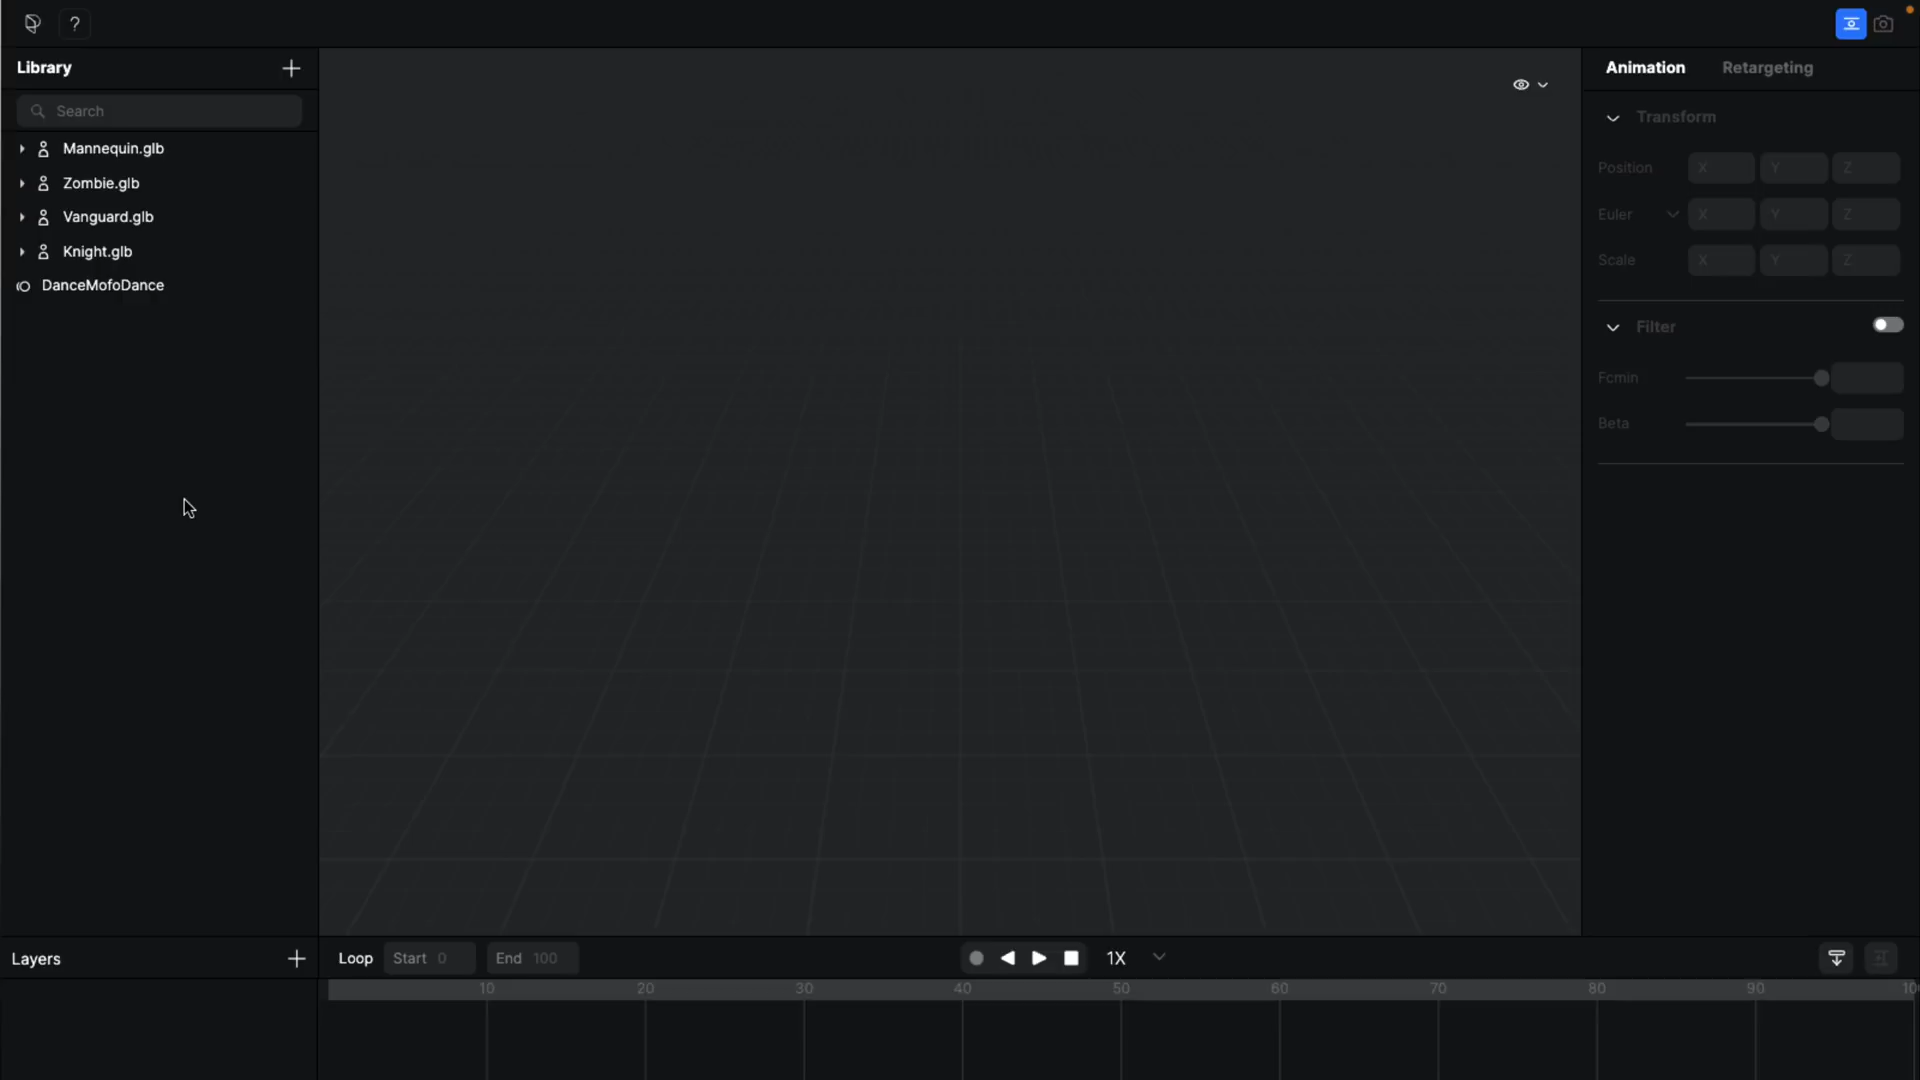 ?
Library
Animation
Retargeting
Search
Transform
Mannequin.glb
Position X Y Z
Zombie.glb
Euler X Y Z
Vanguard.glb
Knight.glb
Scale X Y Z
DanceMofoDance
Filter
Fcmin
Beta
Layers
Loop Start 0 End 100
1X
10 20 30 40 50 60 70 80 90 10